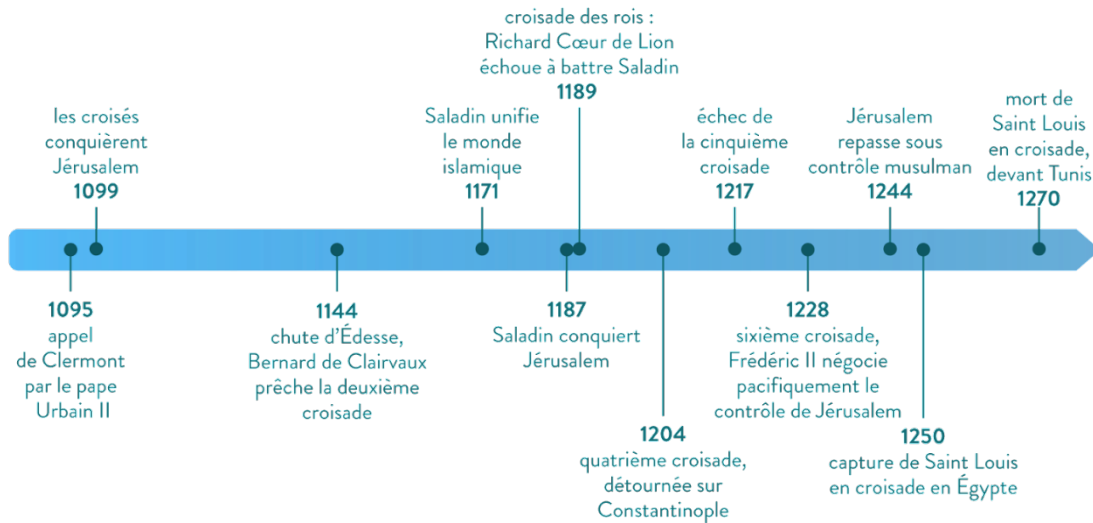 croisade des rois :
Richard Cœur de Lion
échoue à battre Saladin
1189
les croisés
conquièrent
Jérusalem
1099
Saladin unifie
le monde
islamique
1171
échec de
la cinquième
croisade
1217
Jérusalem
repasse sous
contrôle musulman
1244
mort de
Saint Louis
en croisade,
devant Tunis
1270
1095
appel
de Clermont
par le pape
Urbain II
1144
chute d’Édesse,
Bernard de Clairvaux
prêche la deuxième
croisade
1187
Saladin conquiert
Jérusalem
1204
quatrième croisade,
détournée sur
Constantinople
1228
sixième croisade,
Frédéric II négocie
pacifiquement le
contrôle de Jérusalem
1250
capture de Saint Louis
en croisade en Égypte